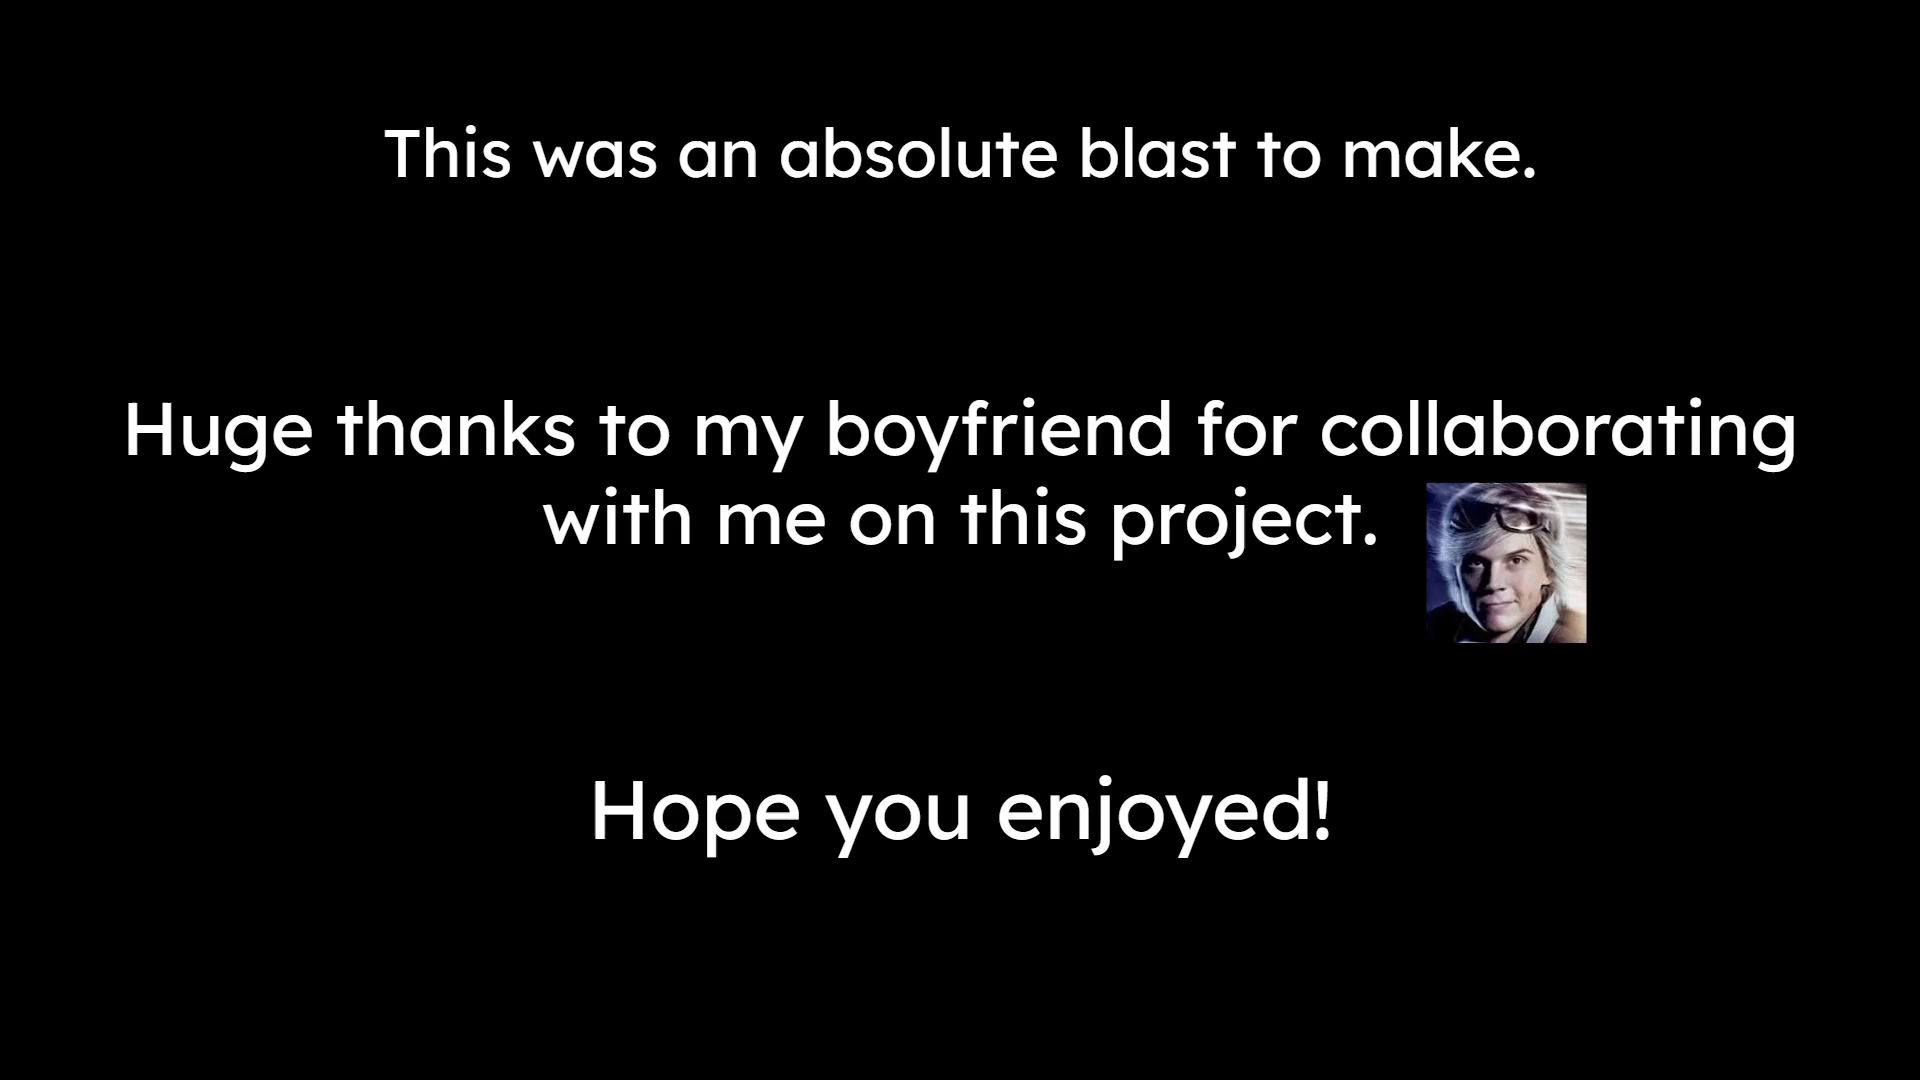 This was an absolute blast to make.
Huge thanks to my boyfriend for collaborating
with me on this project.
Hope you enjoyed!